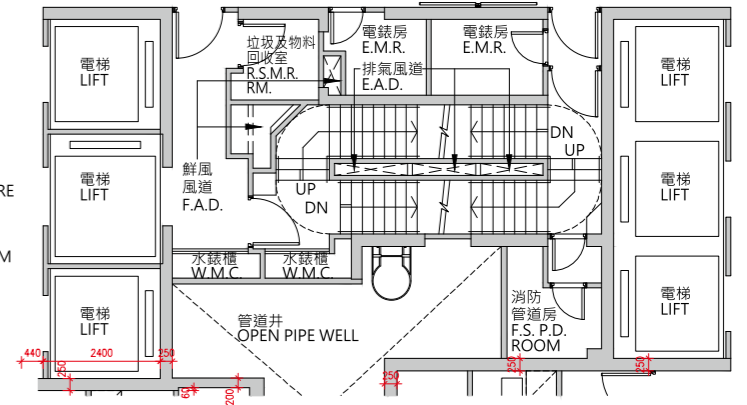 電梯
LIFT
垃圾及物料
回收室
R.S.M.R.
RM.
電錶房
E.M.R.
電錶房
E.M.R.
排氣風道
E.A.D.
電梯
LIFT
電梯
LIFT
鮮風
風道
F.A.D.
UP
DN
DN
UP
電梯
LIFT
RE
M
水錶櫃
W.M.C.
水錶櫃
W.M.C.
電梯
LIFT
管道井
OPEN PIPE WELL
消防
管道房
F.S. P.D.
ROOM
電梯
LIFT
440
2400
250
250
60
200
250
250
250